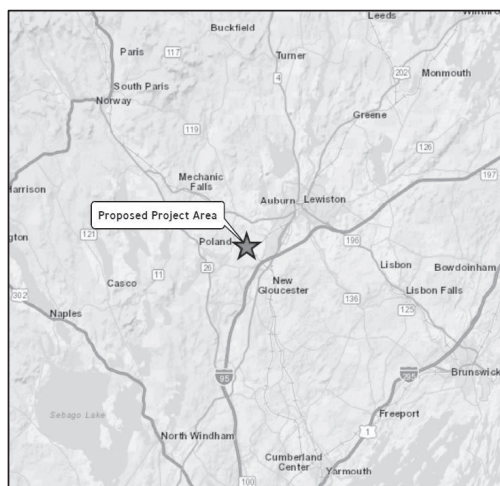 Leeds
Buckfield
Paris
117
Turner
4
202
Monmouth
South Paris
Norway
Greene
119
126
197
Mechanic
Falls
Harrison
Auburn
Lewiston
Proposed Project Area
121
Poland
196
26
Lisbon
Bowdoinham
11
Casco
New
Gloucester
Lisbon Falls
302
136
125
Naples
95
295
Brunswick
Sebago Lake
Freeport
North Windham
1
Cumberland
Center
Yarmouth
100